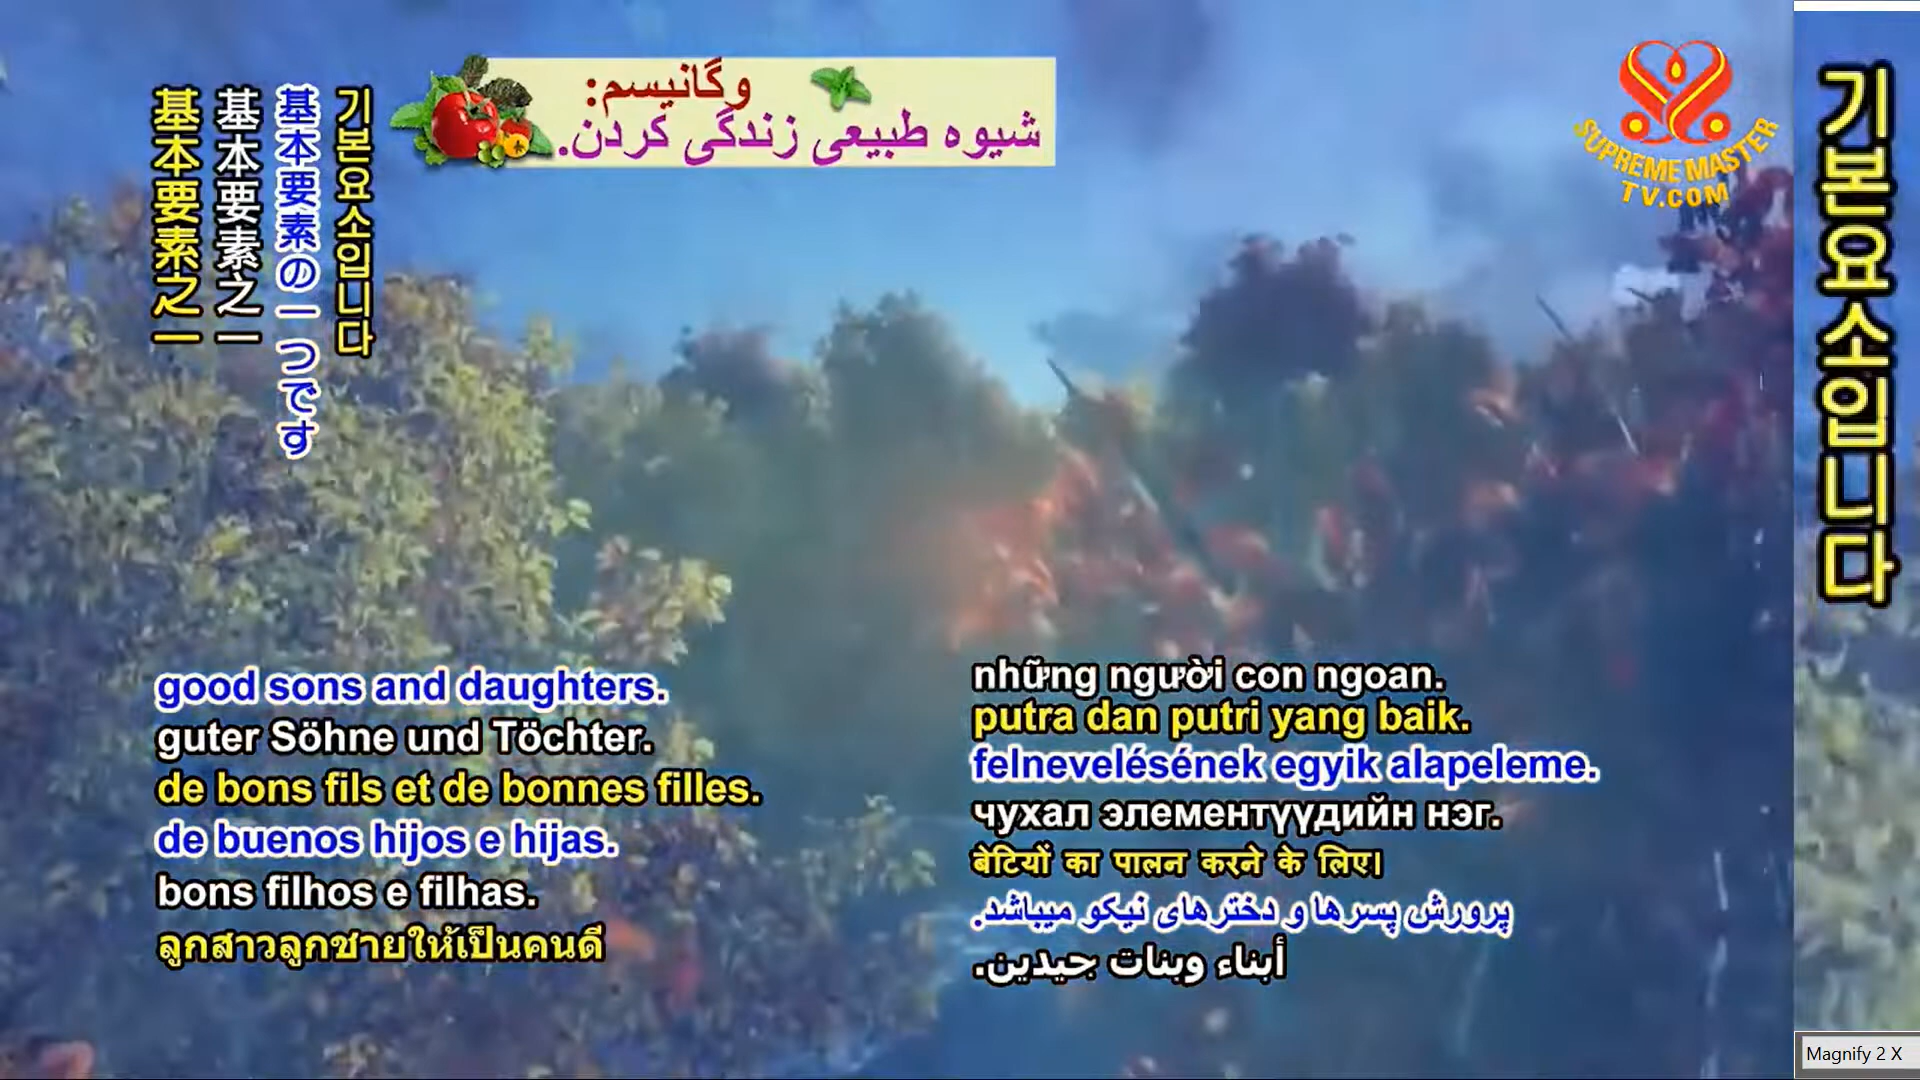 وگانیسم:
شیوه طبیعی زندگی کردن.
SUPREME MASTER
TV.COM
기본요소입니다
基本要素の一つです
基本要素之一
基本要素之一
기본요소입니다
good sons and daughters.
guter Söhne und Töchter.
de bons fils et de bonnes filles.
de buenos hijos e hijas.
bons filhos e filhas.
ลูกสาวลูกชายให้เป็นคนดี
những người con ngoan.
putra dan putri yang baik.
felnevelésének egyik alapeleme.
чухал элементүүдийн нэг.
बेटियों का पालन करने के लिए।
پرورش پسرها و دخترهای نیکو میباشد.
أبناء وبنات جيدين.
Magnify 2 X